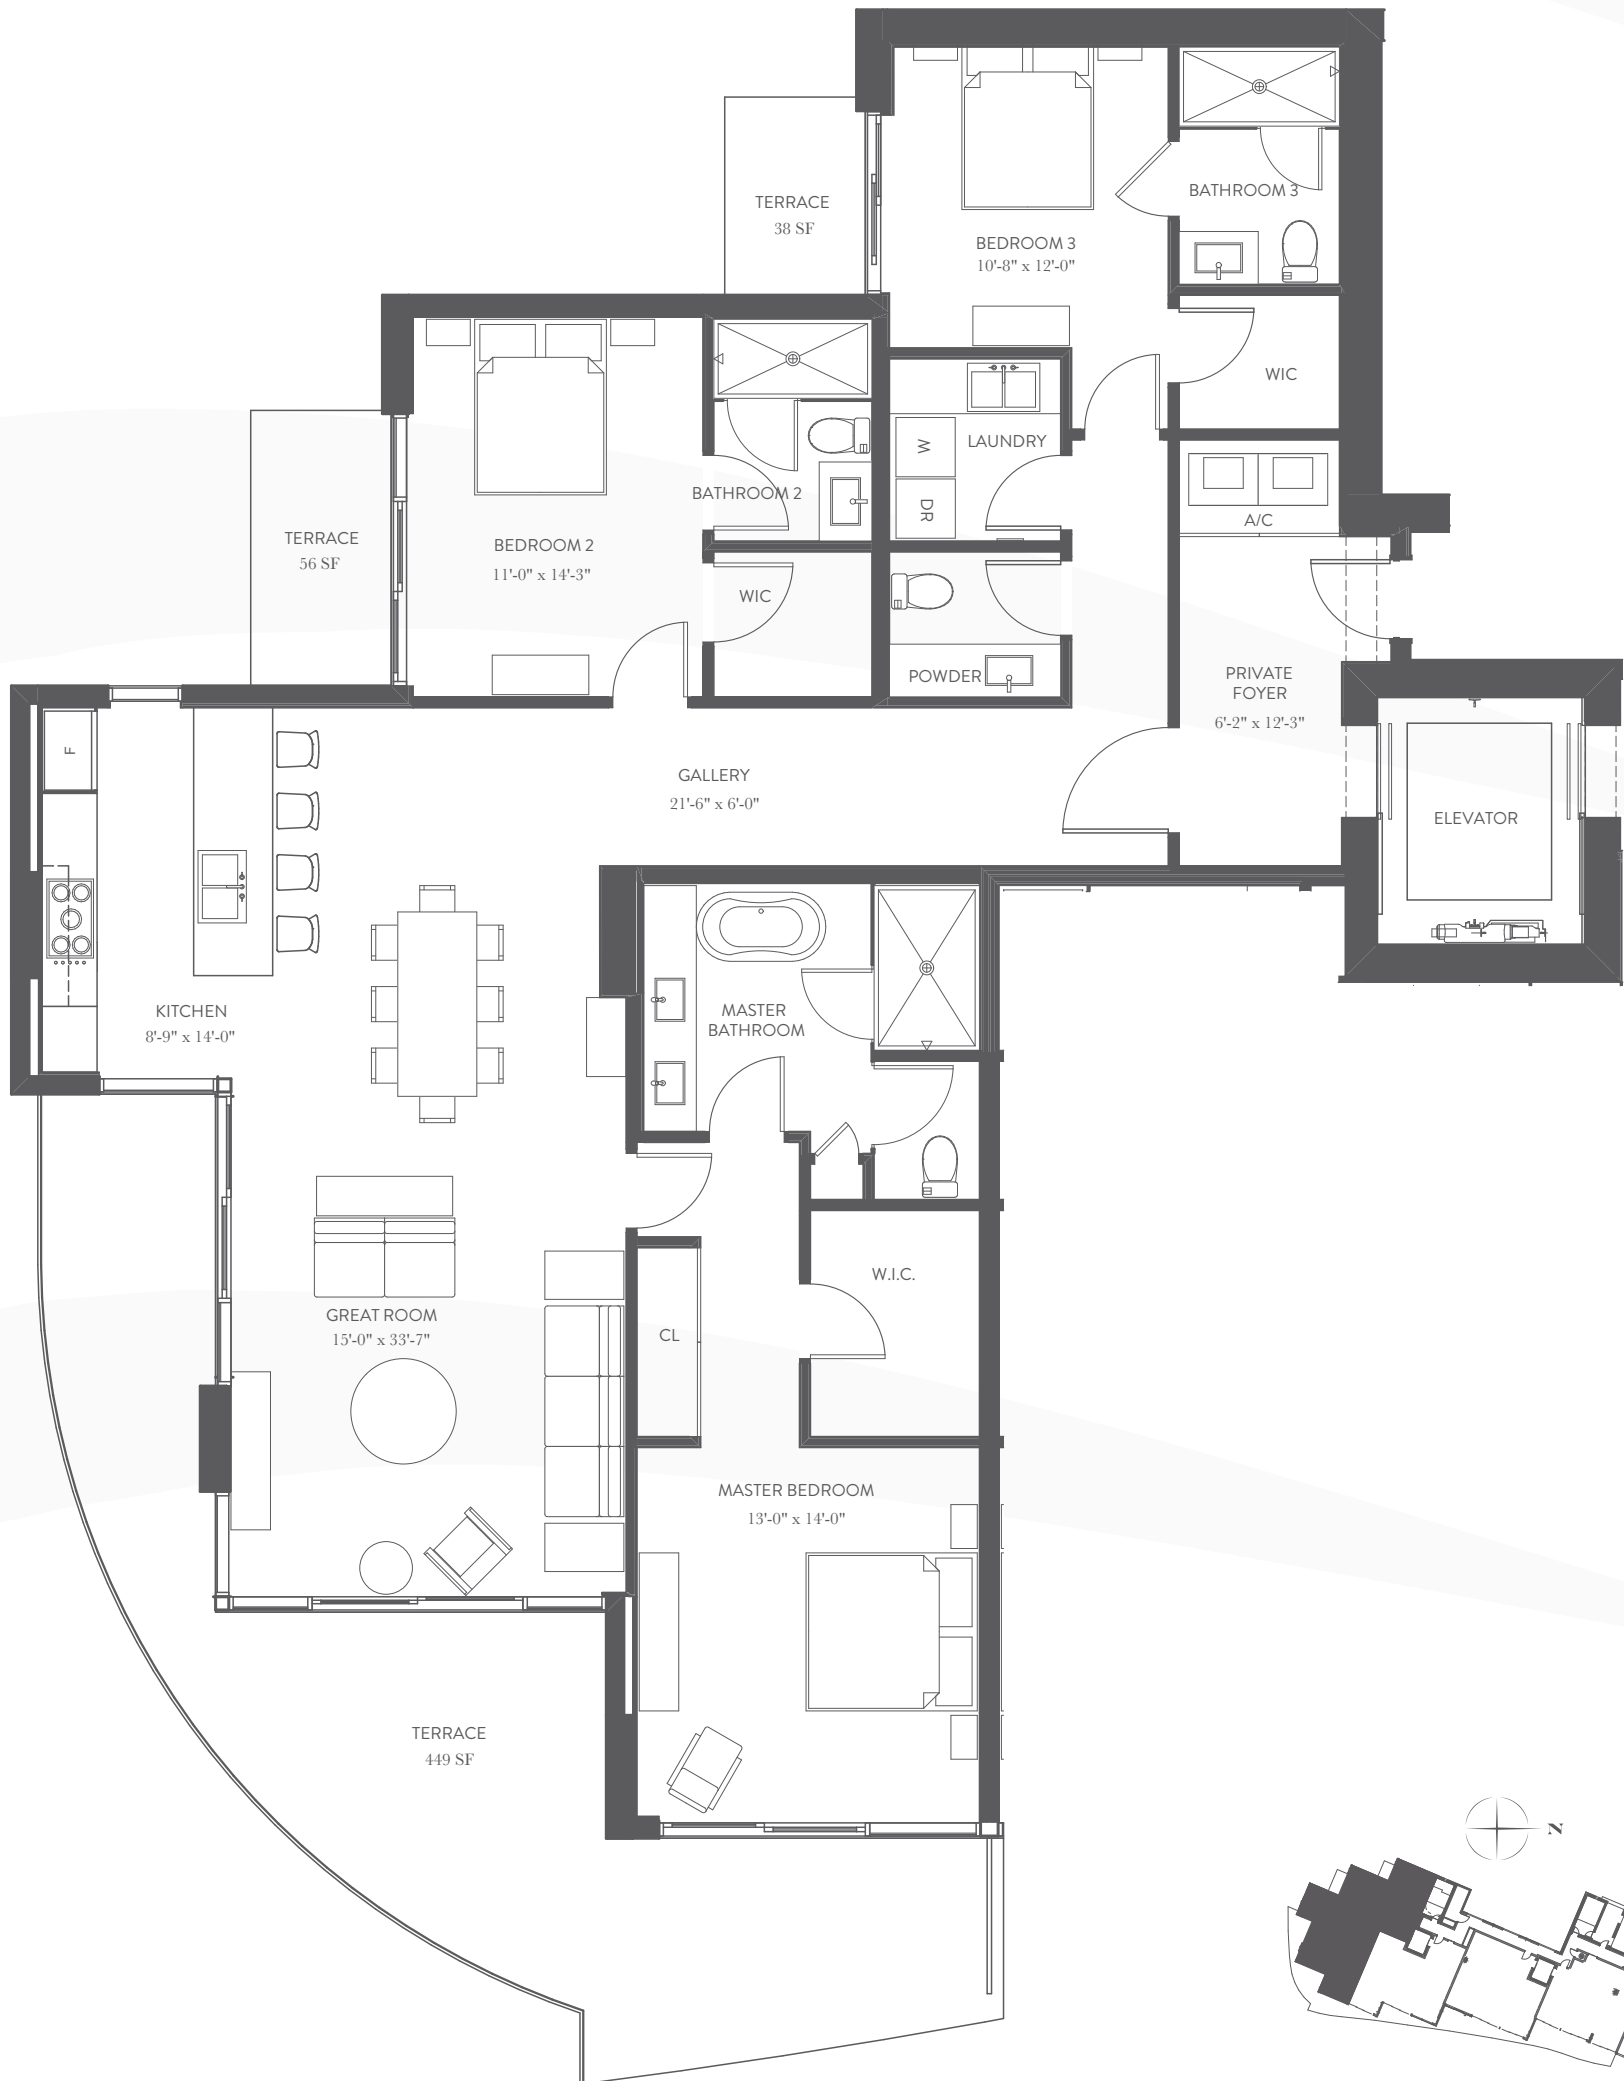 BATHROOM 3
TERRACE
38 SF
BEDROOM 3
10'-8" x 12'-0"
WIC
W
LAUNDRY
DR
BATHROOM 2
A/C
TERRACE
56 SF
BEDROOM 2
11'-0" x 14'-3"
WIC
POWDER
PRIVATE
FOYER
6'-2" x 12'-3"
F
GALLERY
21'-6" x 6'-0"
ELEVATOR
KITCHEN
8'-9" x 14'-0"
MASTER
BATHROOM
W.I.C.
GREAT ROOM
15'-0" x 33'-7"
CL
MASTER BEDROOM
13'-0" x 14'-0"
TERRACE
449 SF
N